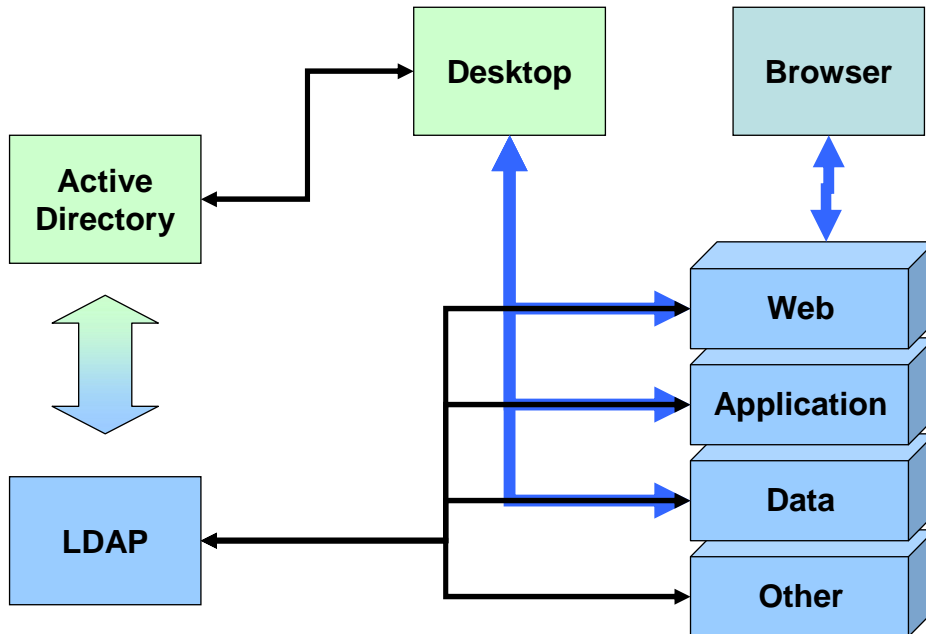 Desktop
Browser
Active
Directory
Web
Application
Data
LDAP
Other